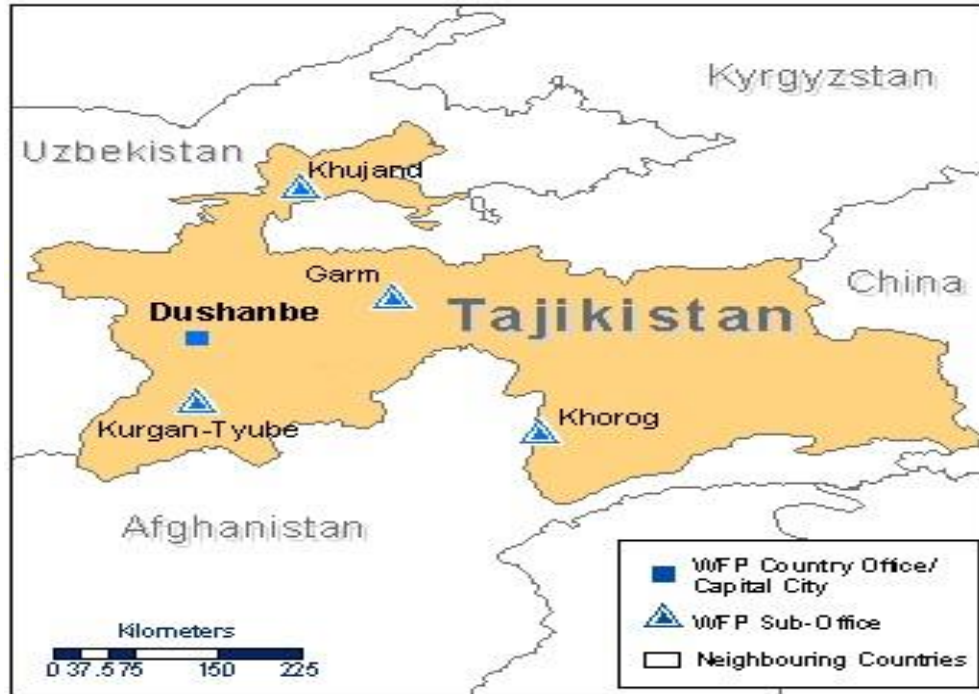 Kyrgyzstan
Uzbekistan
Khujand
Garm
China
Dushanbe
Tajikistan
Kurgan-Tyube
Khorog
Afghanistan
WFP Country Office/
Capital City
WFP Sub-Office
Neighbouring Countries
Kilometers
0 37.5 75 150 225